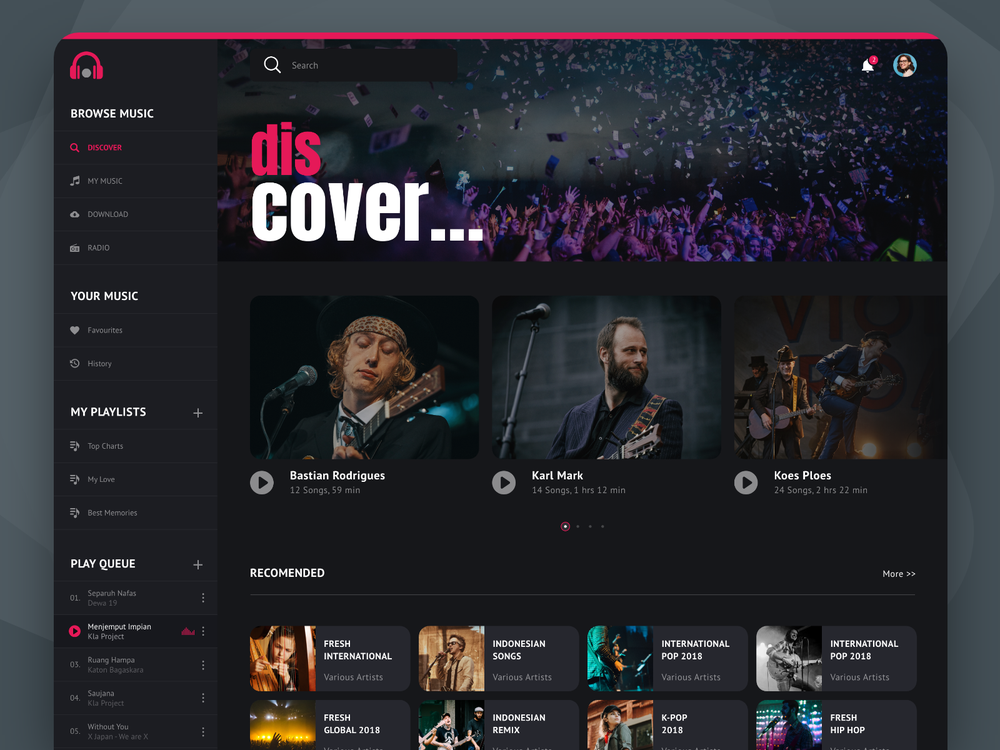 Search
2
BROWSE MUSIC
DISCOVER
MY MUSIC
DOWNLOAD
RADIO
YOUR MUSIC
Favourites
History
MY PLAYLISTS
Top Charts
My Love
Best Memories
PLAY QUEUE
01. Separuh Nafas
Dewa 19
Menjemput Impian
Kla Project
03. Ruang Hampa
Katon Bagaskara
04. Saujana
Kla Project
05. Without You
X Japan - We are X
dis
cover...
VIO
Bastian Rodrigues
12 Songs, 59 min
Karl Mark
14 Songs, 1 hrs 12 min
Koes Ploes
24 Songs, 2 hrs 22 min
RECOMENDED
More >>
FRESH
INTERNATIONAL
Various Artists
INDONESIAN
SONGS
Various Artists
INTERNATIONAL
POP 2018
Various Artists
INTERNATIONAL
POP 2018
Various Artists
FRESH
GLOBAL 2018
INDONESIAN
REMIX
K-POP
2018
FRESH
HIP HOP